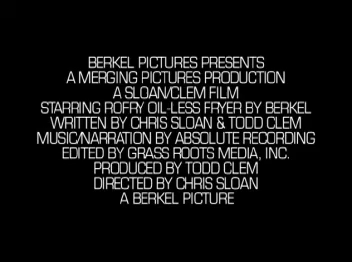 BERKEL PICTURES PRESENTS
A MERGING PICTURES PRODUCTION
A SLOAN/CLEM FILM
STARRING ROFRY OIL-LESS FRYER BY BERKEL
WRITTEN BY CHRIS SLOAN & TODD CLEM
MUSIC/NARRATION BY ABSOLUTE RECORDING
EDITED BY GRASS ROOTS MEDIA, INC.
PRODUCED BY TODD CLEM
DIRECTED BY CHRIS SLOAN
A BERKEL PICTURE